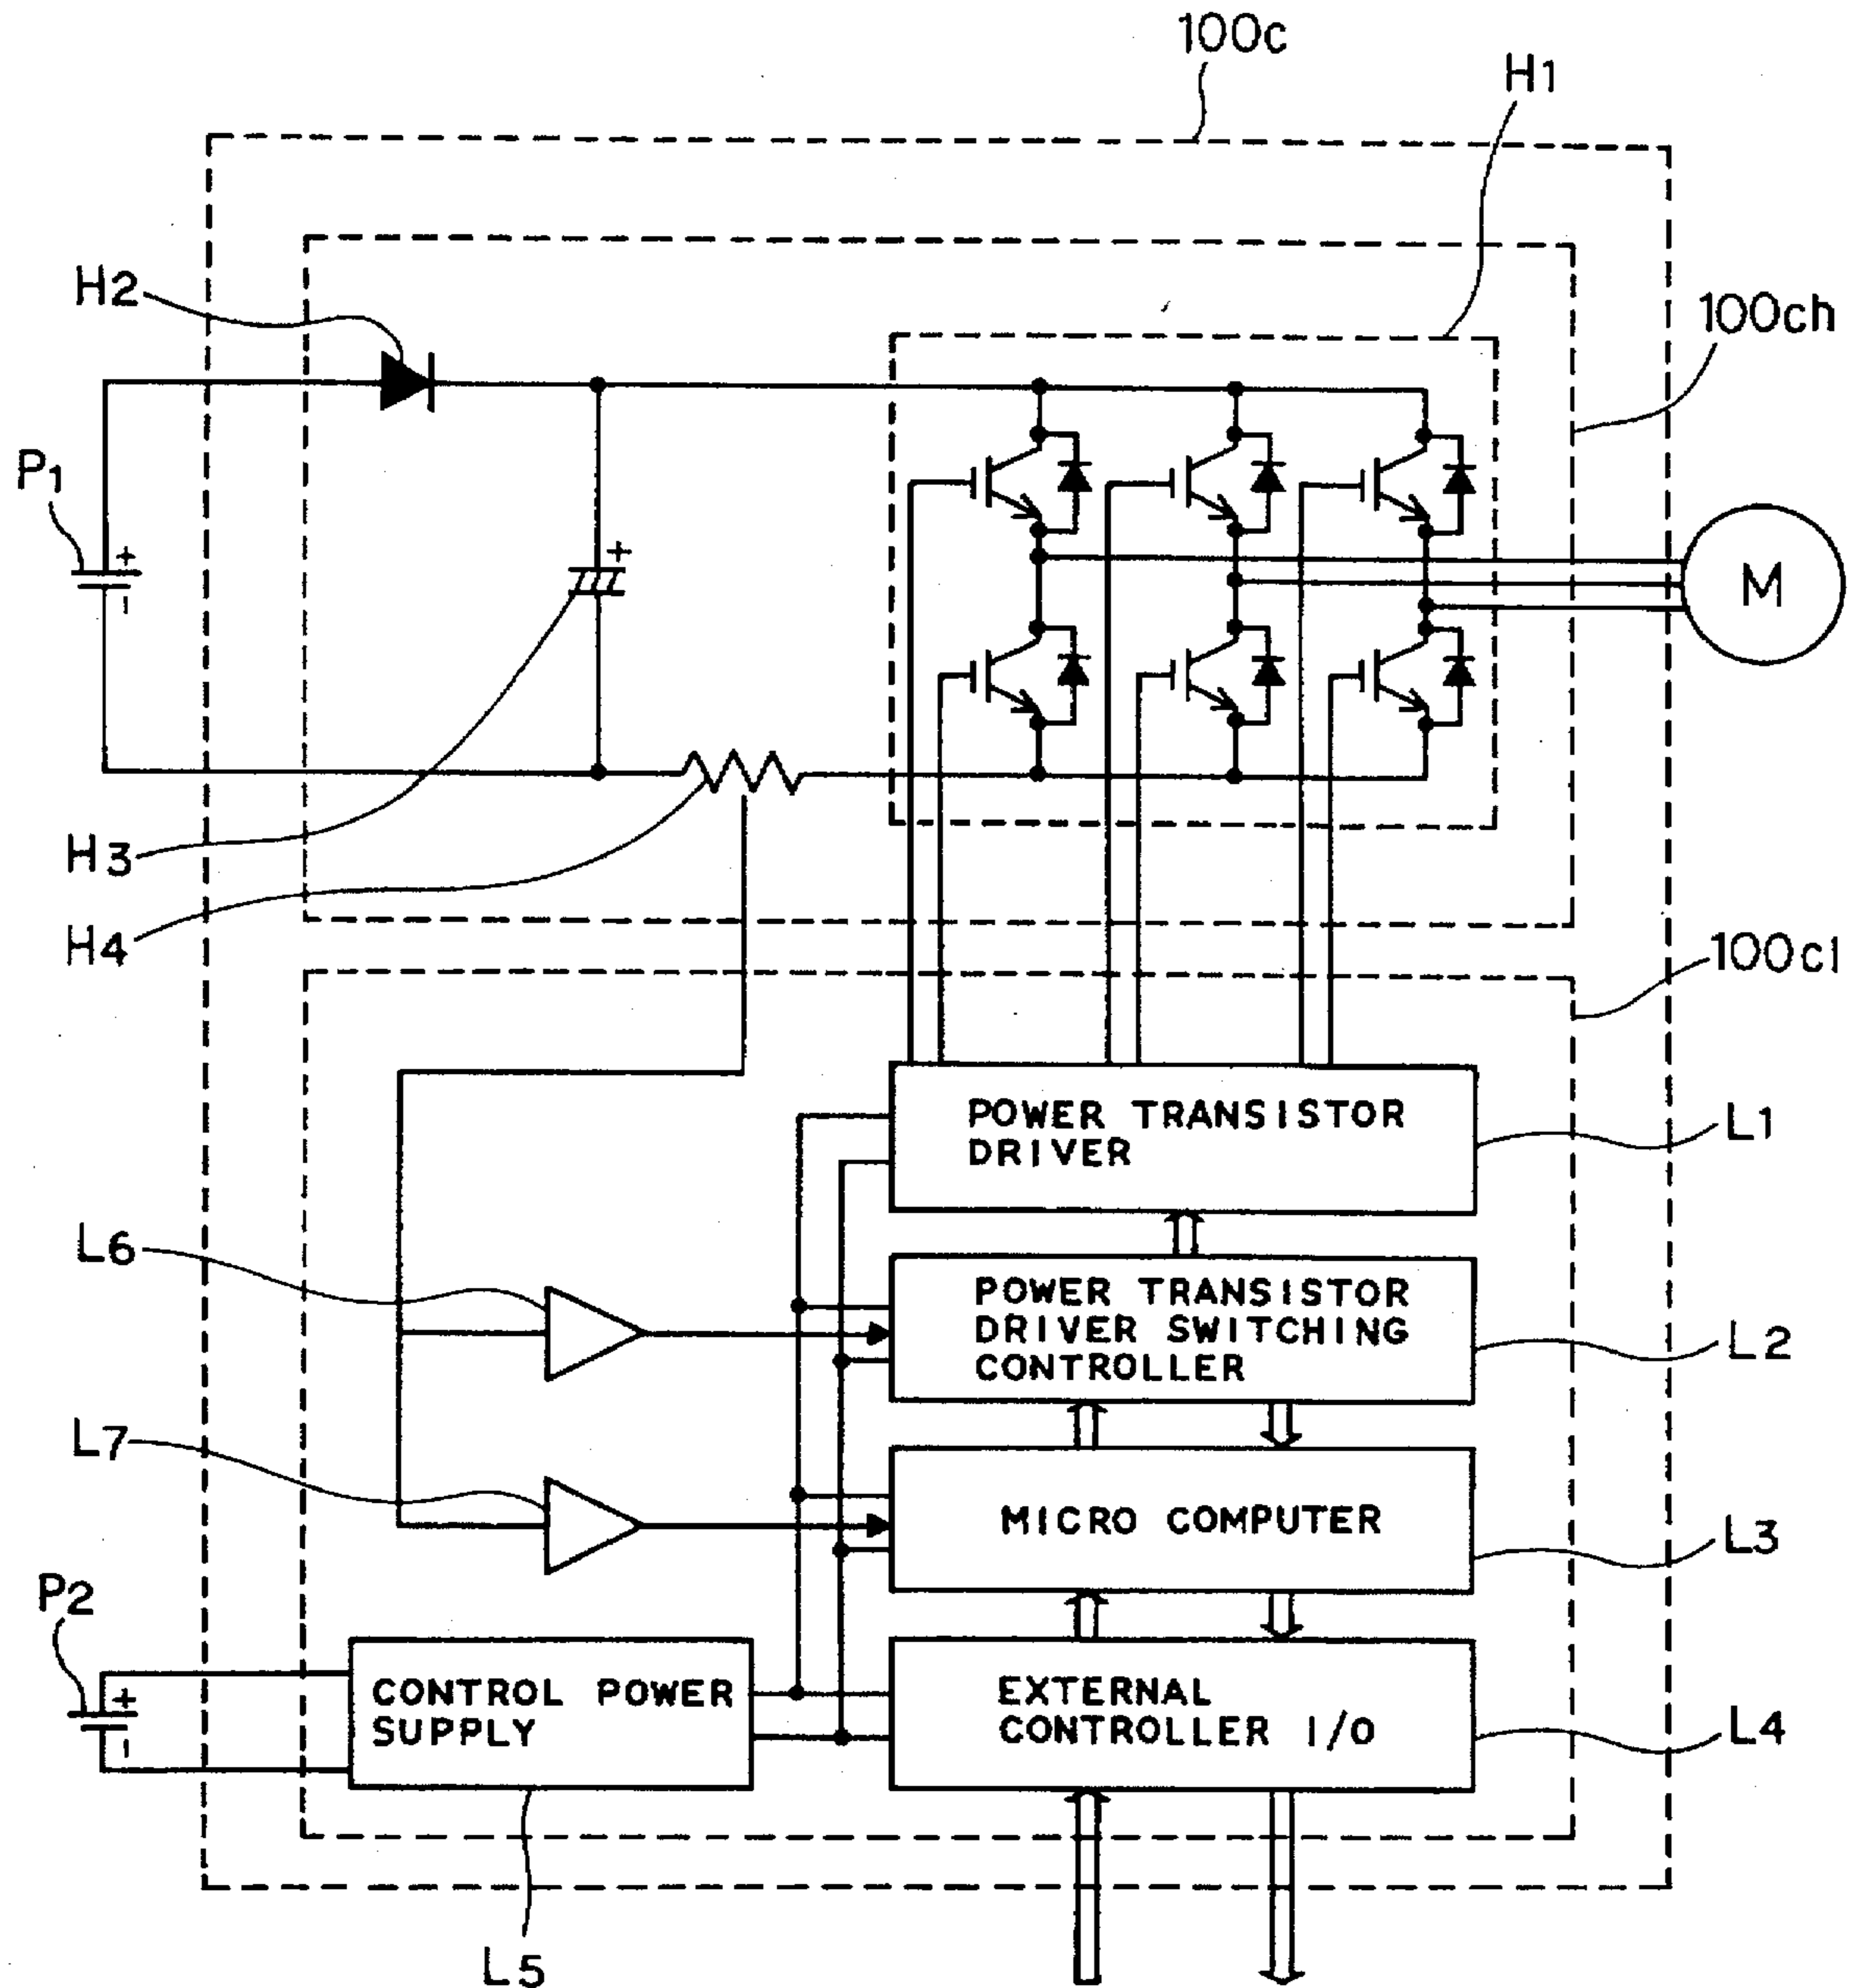 100c
H1
H2
100ch
P1
+
-
+
M
H3
H4
100cl
POWER TRANSISTOR
DRIVER
L1
L6
POWER TRANSISTOR
DRIVER SWITCHING
CONTROLLER
L2
L7
MICRO COMPUTER
L3
P2
+
-
CONTROL POWER
SUPPLY
EXTERNAL
CONTROLLER I/O
L4
L5